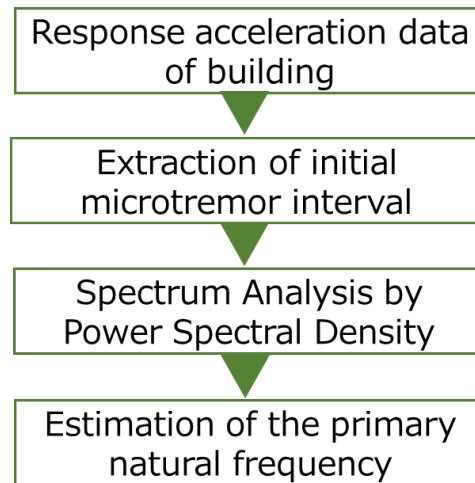 Response acceleration data
of building
Extraction of initial
microtremor interval
Spectrum Analysis by
Power Spectral Density
Estimation of the primary
natural frequency